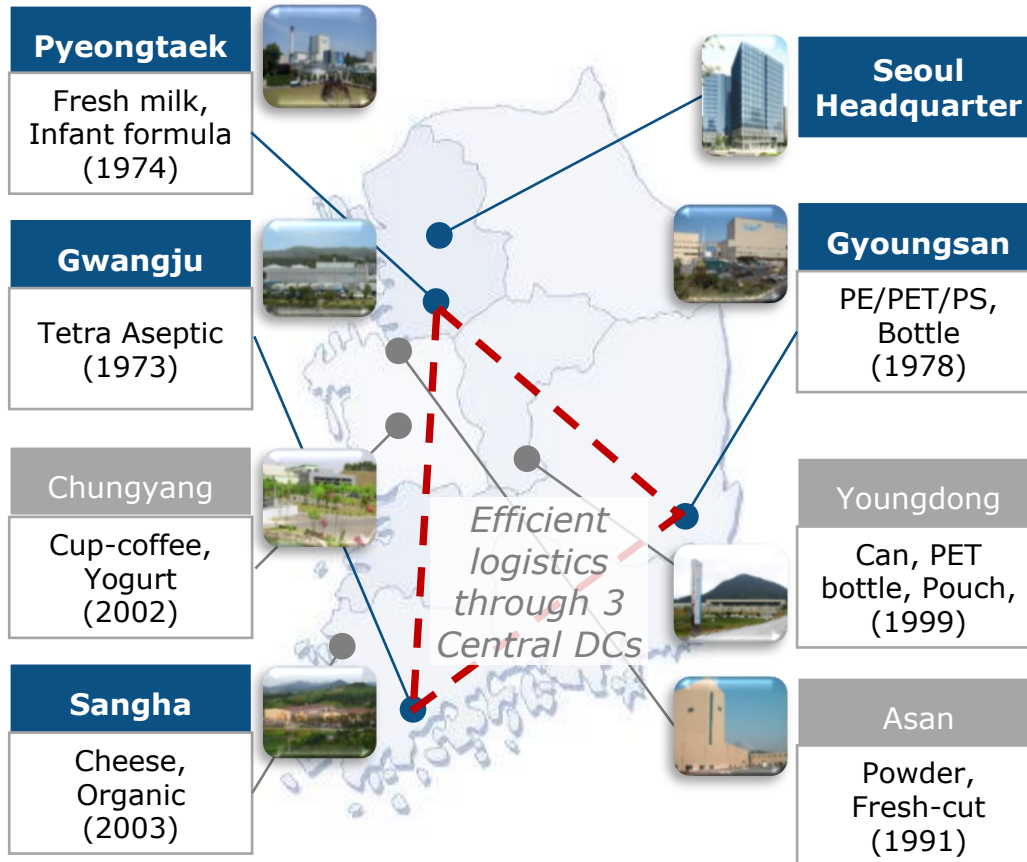 Pyeongtaek
Fresh milk,
Infant formula
(1974)
Seoul
Headquarter
Gwangju
Tetra Aseptic
(1973)
Gyoungsan
PE/PET/PS,
Bottle
(1978)
Chungyang
Cup-coffee,
Yogurt
(2002)
Efficient
logistics
through 3
Central DCs
Youngdong
Can, PET
bottle, Pouch,
(1999)
Sangha
Cheese,
Organic
(2003)
Asan
Powder,
Fresh-cut
(1991)